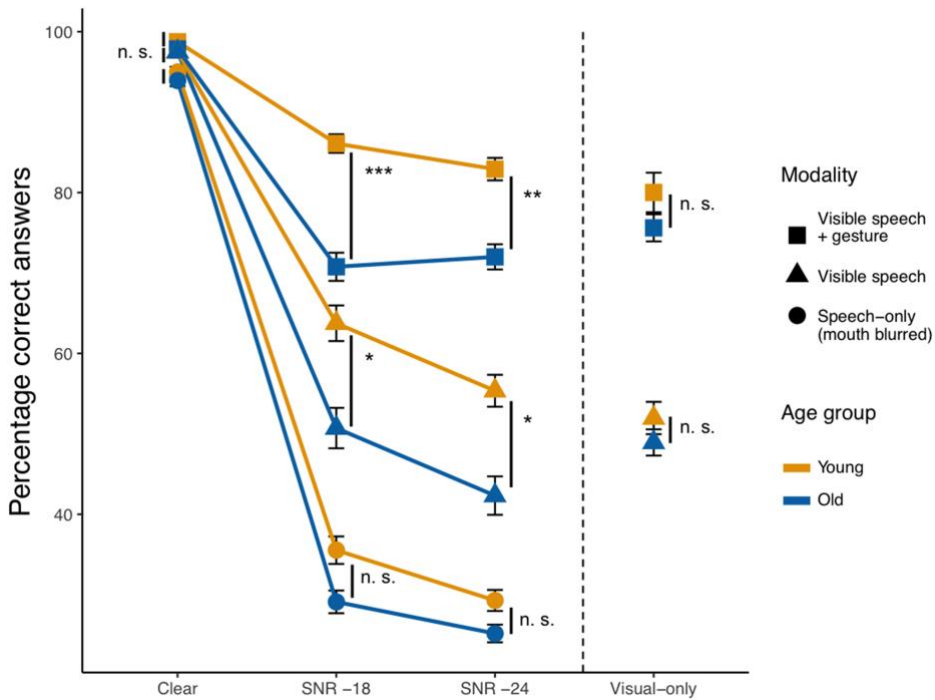 Percentage correct answers
100
80
60
40
n. s.
***
**
*
*
n. s.
n. s.
n. s.
n. s.
Clear
SNR −18
SNR −24
Visual−only
Modality
Visible speech
+ gesture
Visible speech
Speech−only
(mouth blurred)
Age group
Young
Old